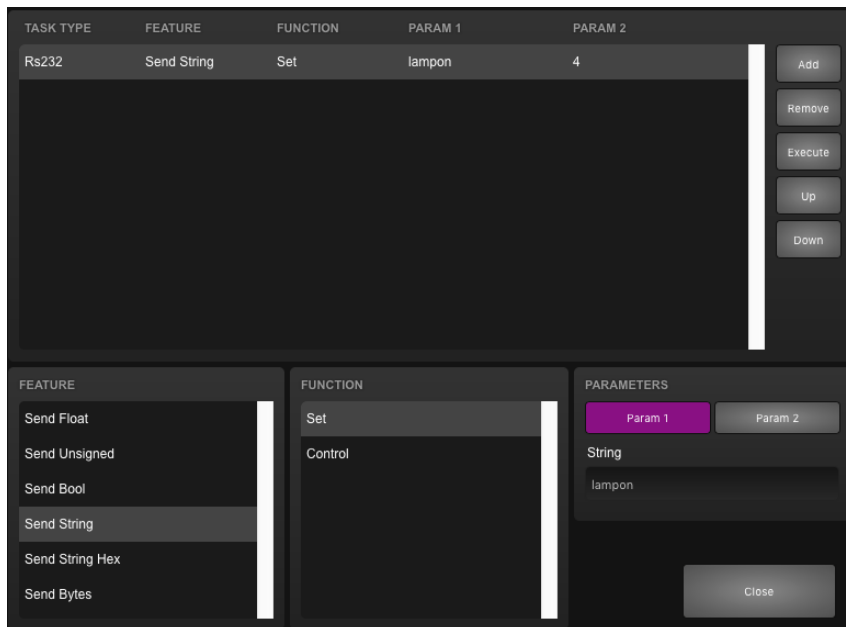 TASK TYPE FEATURE FUNCTION PARAM 1 PARAM 2
Rs232 Send String Set lampon 4
Add
Remove
Execute
Up
Down
FEATURE
Send Float
Send Unsigned
Send Bool
Send String
Send String Hex
Send Bytes
FUNCTION
Set
Control
PARAMETERS
Param 1 Param 2
String
lampon
Close